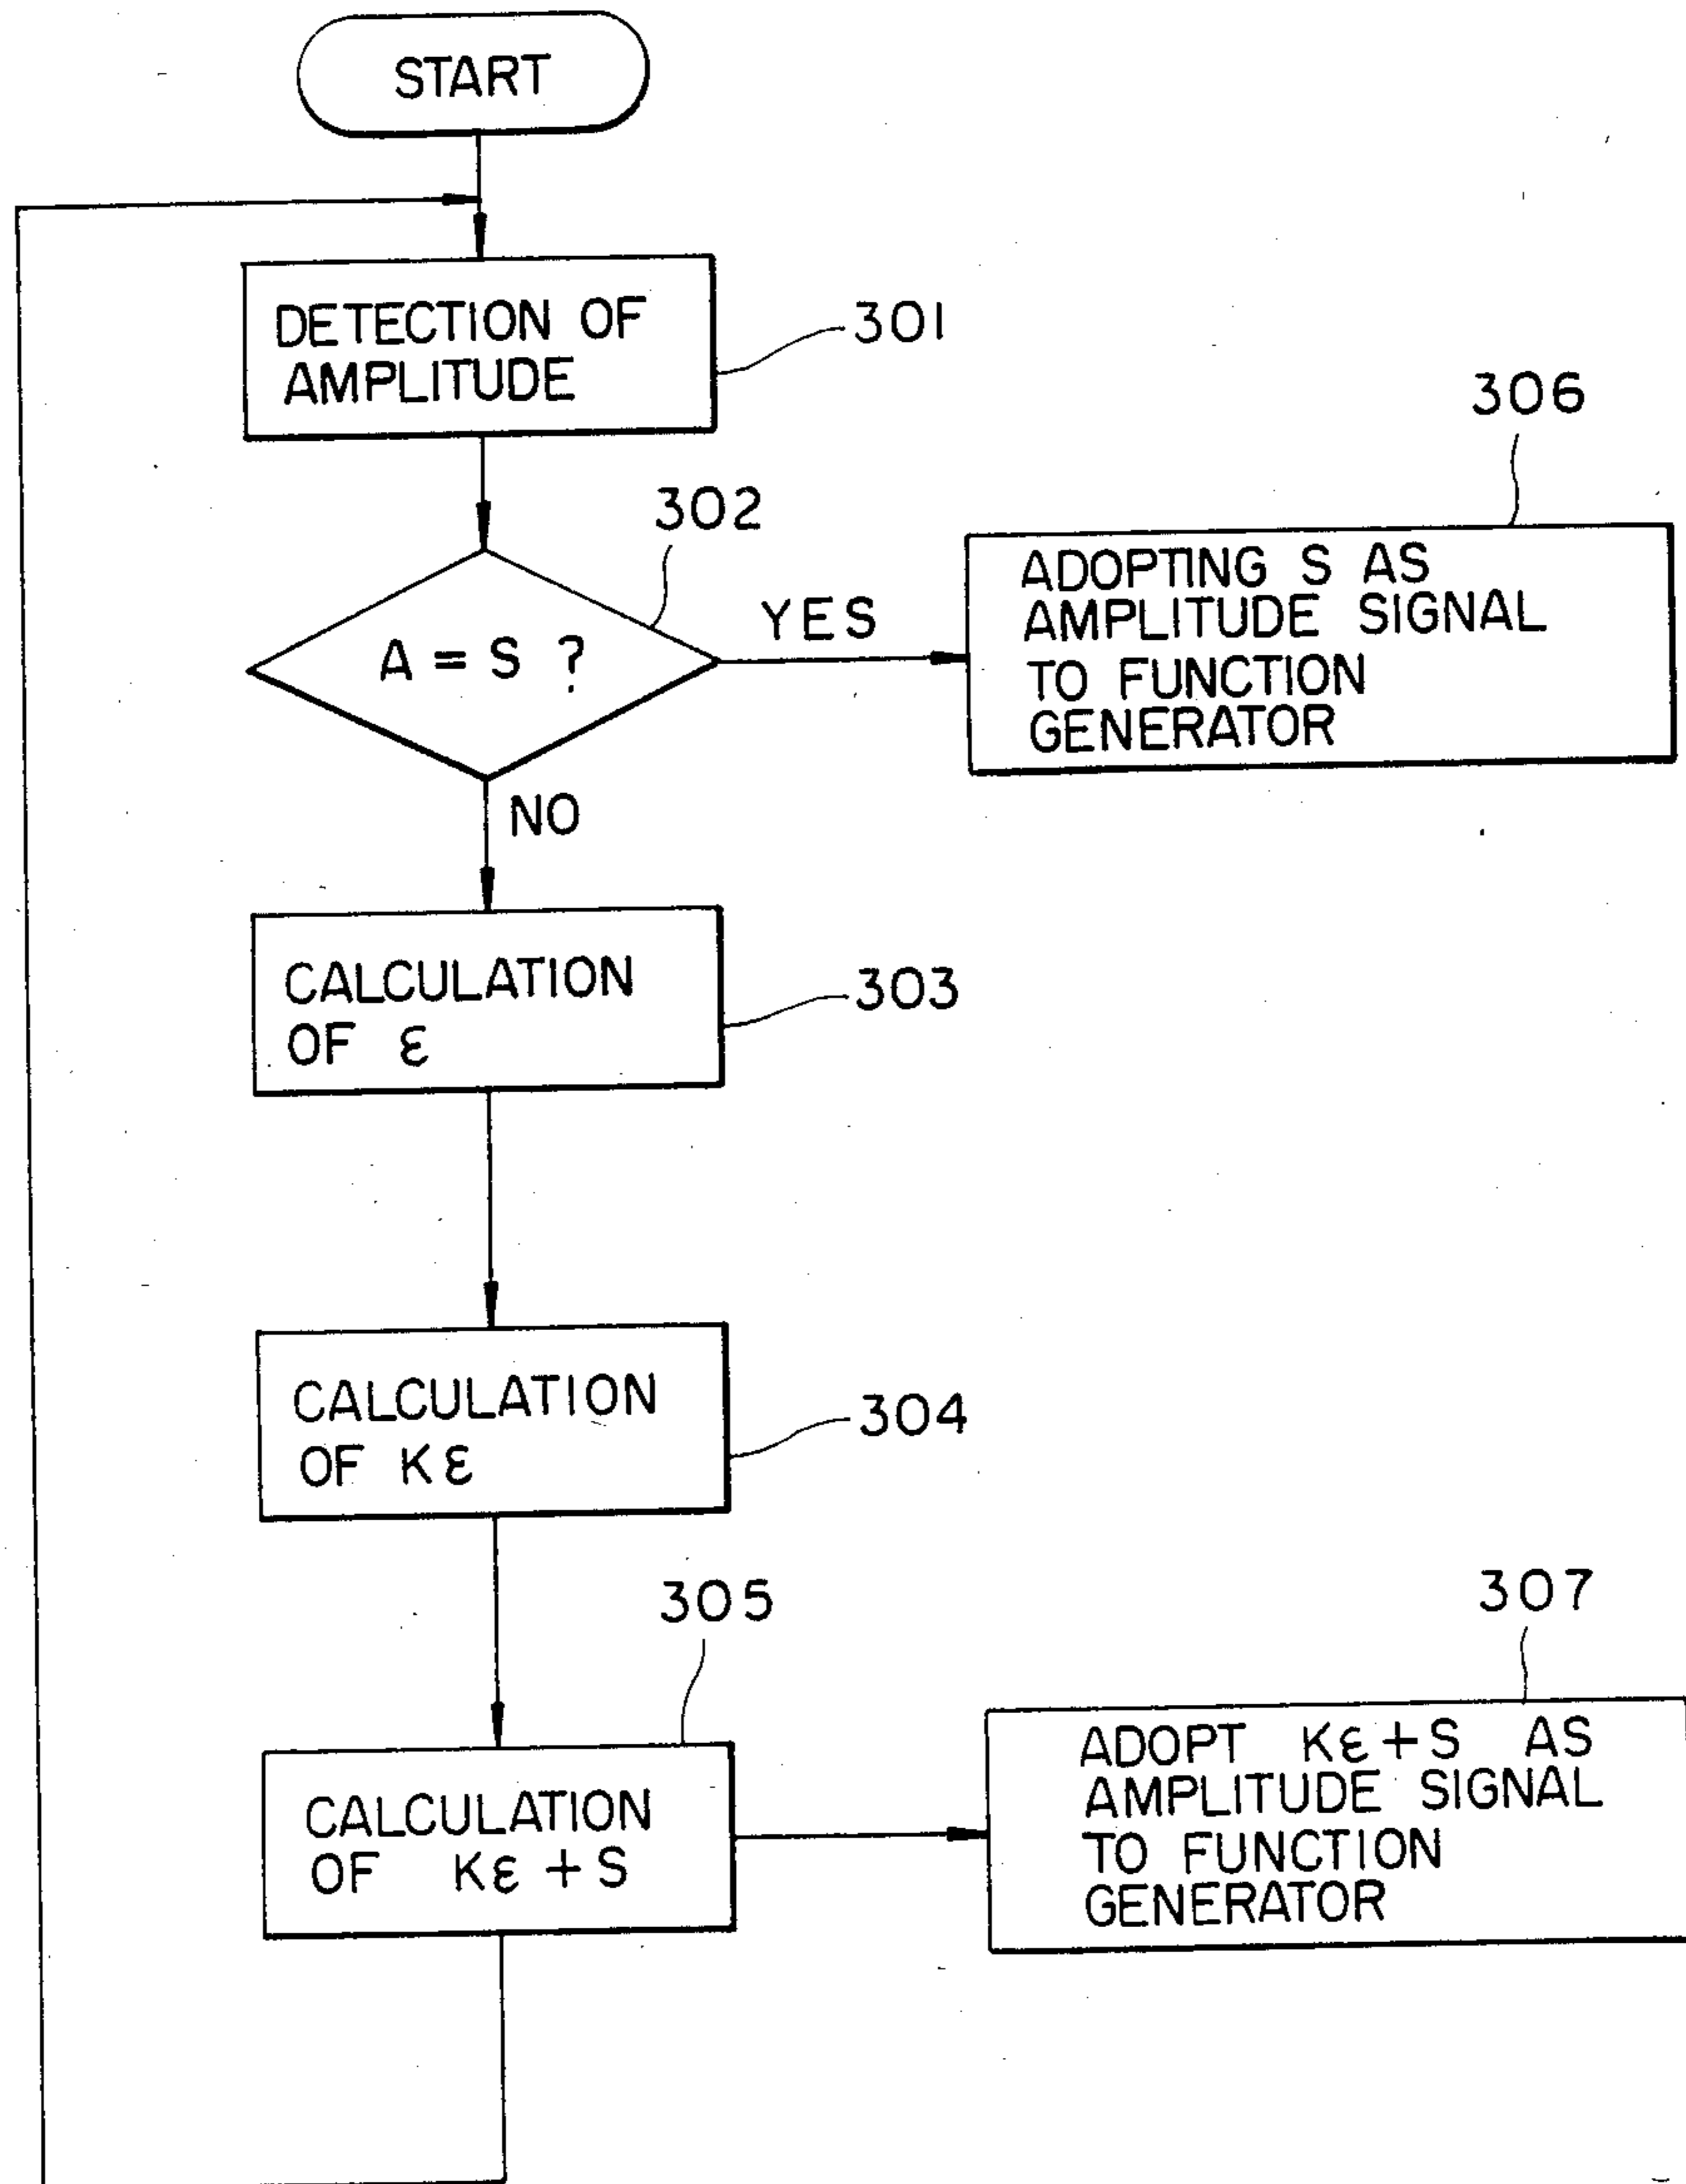 START
DETECTION OF
AMPLITUDE
301
302
A = S ?
YES
306
ADOPTING S AS
AMPLITUDE SIGNAL
TO FUNCTION
GENERATOR
NO
CALCULATION
OF ε
303
CALCULATION
OF Kε
304
305
CALCULATION
OF Kε + S
307
ADOPT Kε + S AS
AMPLITUDE SIGNAL
TO FUNCTION
GENERATOR